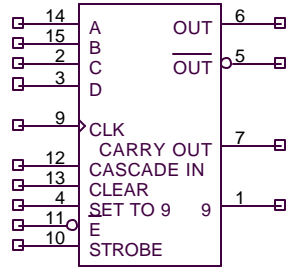 14 A OUT 6
15 B
2 C OUT 5
3 D
9 CLK
CARRY OUT 7
12 CASCADE IN
13 CLEAR
4 SET TO 9 9 1
11 E
10 STROBE